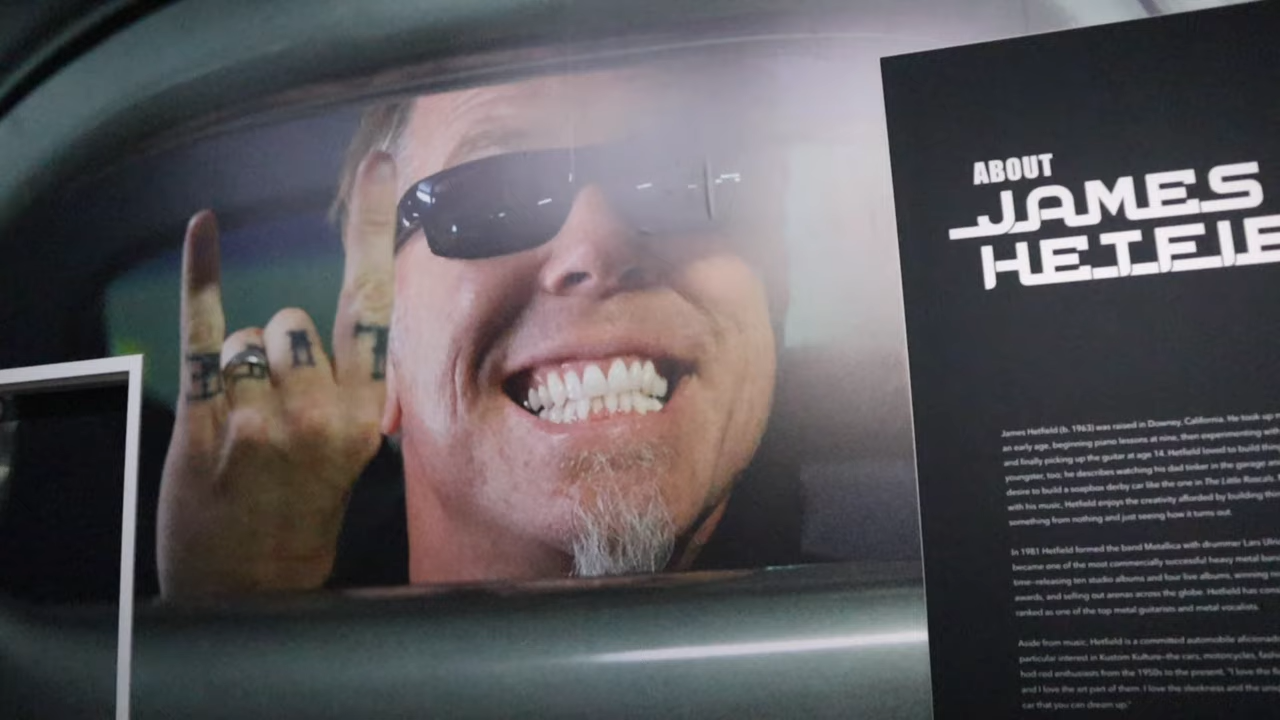 ABOUT
JAMES
HETFIE
James Hetfield (b. 1963) was raised in Downey, California. He took up
an early age, beginning piano lessons at nine, then experimenting with
and finally picking up the guitar at age 14. Hetfield loved to build thin
youngster, too; he describes watching his dad tinker in the garage an
desire to build a soapbox derby car like the one in The Little Rascals.
with his music, Hetfield enjoys the creativity afforded by building thi
something from nothing and just seeing how it turns out.
In 1981 Hetfield formed the band Metallica with drummer Lars Ulri
became one of the most commercially successful heavy metal ban
time–releasing ten studio albums and four live albums, winning
awards, and selling out arenas across the globe. Hetfield has con
ranked as one of the top metal guitarists and metal vocalists.
Aside from music, Hetfield is a committed automobile aficionad
particular interest in Kustom Kulture–the cars, motorcycles, fashi
hod rod enthusiasts from the 1950s to the present. "I love the
and I love the art part of them. I love the sleekness and the
car that you can dream up."